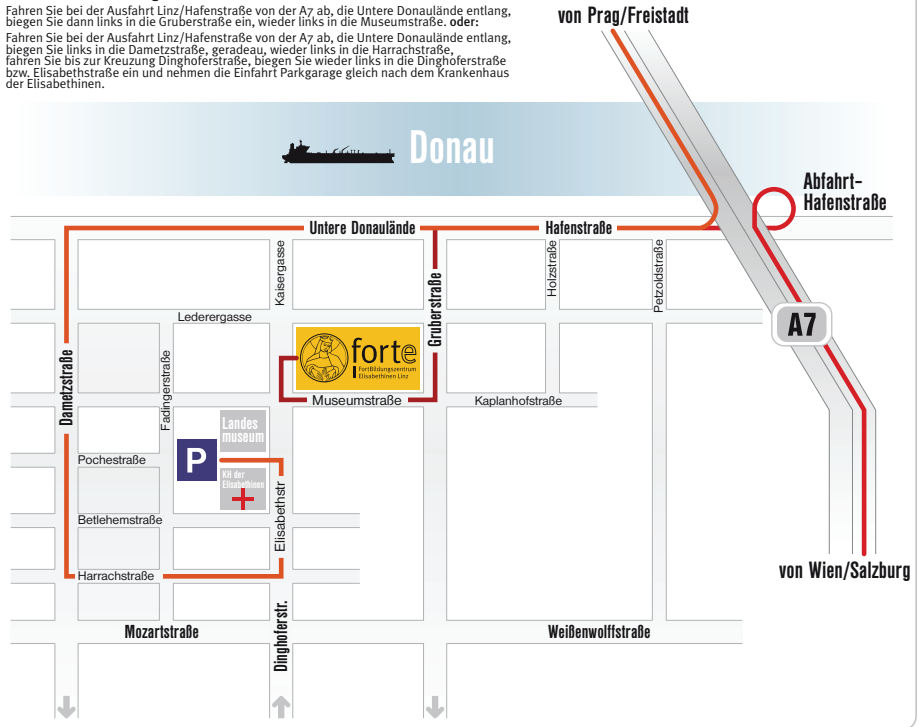 Fahren Sie bei der Ausfahrt Linz/Hafenstraße von der A7 ab, die Untere Donaulände entlang,
biegen Sie dann links in die Gruberstraße ein, wieder links in die Museumstraße. oder:
Fahren Sie bei der Ausfahrt Linz/Hafenstraße von der A7 ab, die Untere Donaulände entlang,
biegen Sie links in die Dametzstraße, geradeau, wieder links in die Harrachstraße,
fahren Sie bis zur Kreuzung Dinghoferstraße, biegen Sie wieder links in die Dinghoferstraße
bzw. Elisabethstraße ein und nehmen die Einfahrt Parkgarage gleich nach dem Krankenhaus
der Elisabethinen.
von Prag/Freistadt
Donau
Abfahrt-
Hafenstraße
Untere Donaulände
Hafenstraße
Kaisergasse
Gruberstraße
Holzstraße
Petzoldstraße
Lederergasse
A7
Dametzstraße
Fadingerstraße
forte
FortBildungszentrum
Elisabethinen Linz
Museumstraße
Kaplanhofstraße
Landes
museum
P
Pochestraße
KH der
Elisabethinen
Elisabethstr
Betlehemstraße
Harrachstraße
von Wien/Salzburg
Dinghoferstr.
Mozartstraße
Weißenwolffstraße